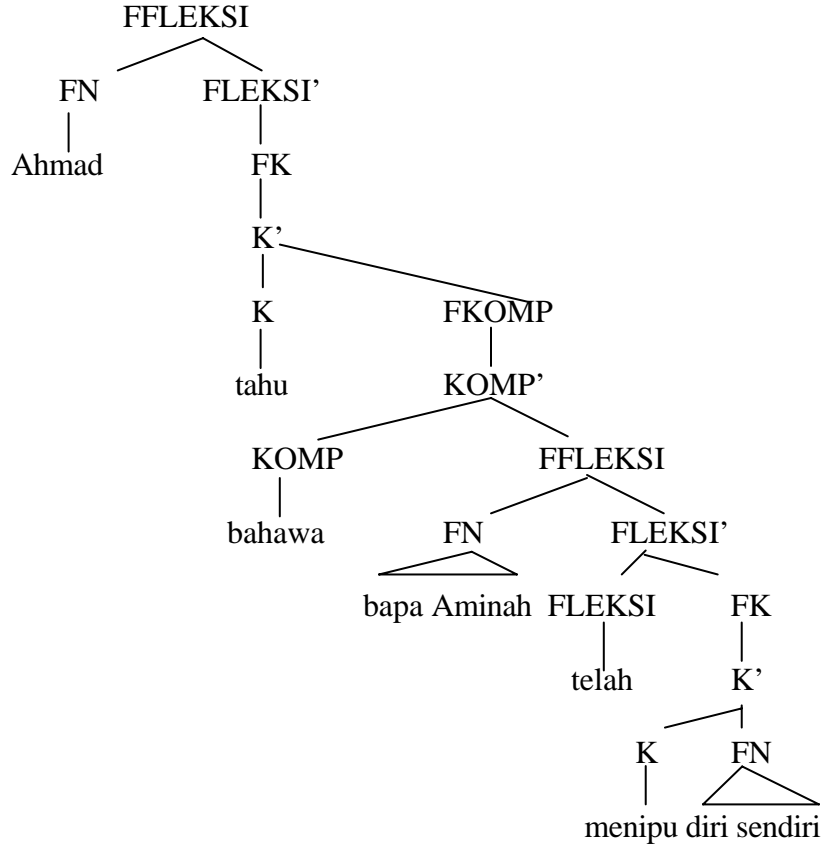 FFLEKSI
FN FLEKSI’
Ahmad FK
K’
K FKOMP
tahu KOMP’
KOMP FFLEKSI
bahawa FN FLEKSI’
bapa Aminah FLEKSI FK
telah K’
K FN
menipu diri sendiri